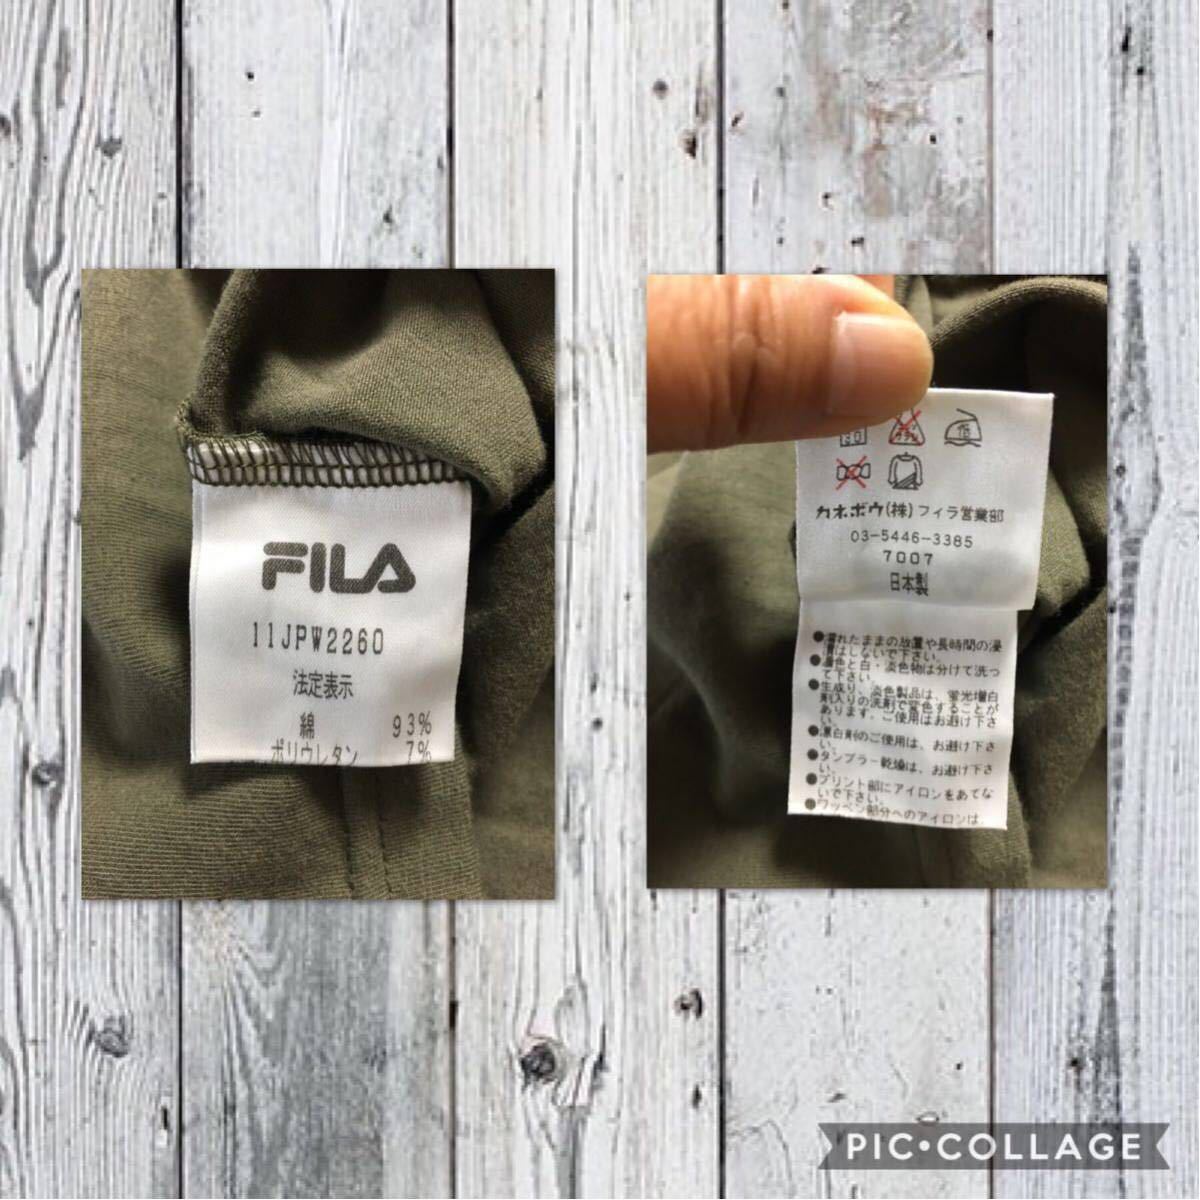 FILA
11JPW2260
法定表示
綿 93%
ポリウレタン 7%
カネボウ(株)フィラ営業部
03-5446-3385
7007
日本製
●濡れたままの放置や長時間の浸
漬はしないで下さい。
●濃色と白・淡色物は分けて洗っ
て下さい。
●生成り、淡色製品は、蛍光増白
剤入りの洗剤で変色することが
あります。ご使用はお避け下さ
い。
●漂白剤のご使用は、お避け下さ
い。
●タンブラー乾燥は、お避け下さ
い。
●プリント部にアイロンをあてな
いで下さい。
●ワッペン部分へのアイロンは、
PIC•COLLAGE